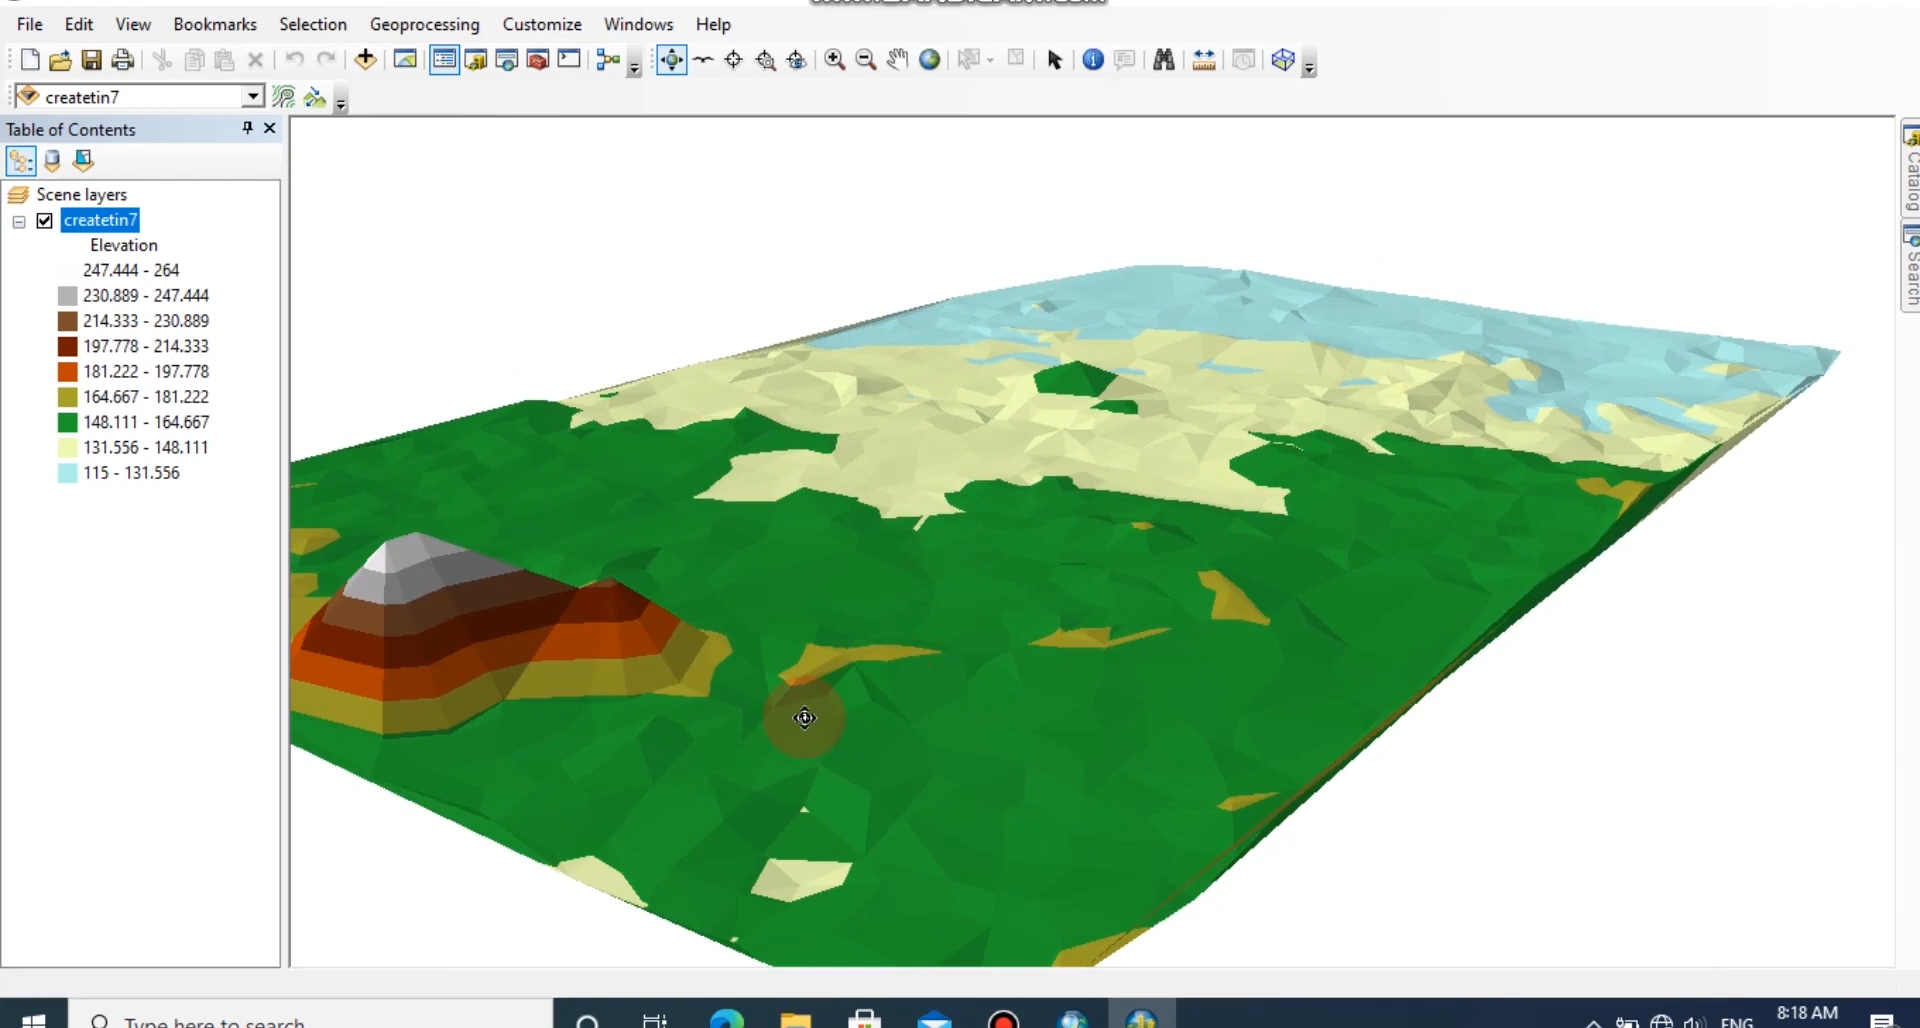 File Edit View Bookmarks Selection Geoprocessing Customize Windows Help
createtin7
Table of Contents
Scene layers
createtin7
Elevation
247.444 - 264
230.889 - 247.444
214.333 - 230.889
197.778 - 214.333
181.222 - 197.778
164.667 - 181.222
148.111 - 164.667
131.556 - 148.111
115 - 131.556
Catalog
Search
Type here to search
ENG
8:18 AM